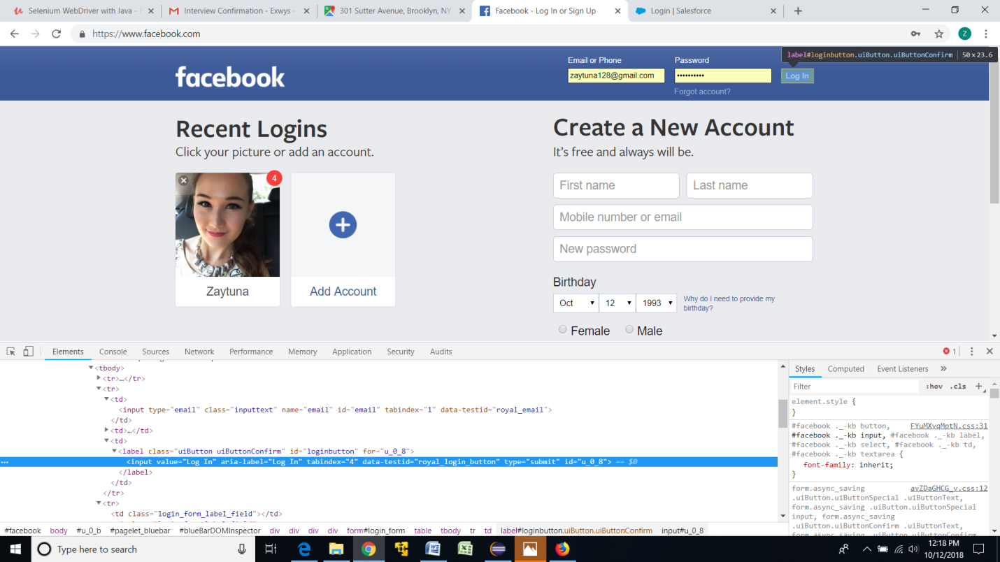 Selenium WebDriver with Java - E
Interview Confirmation - Exwys -
301 Sutter Avenue, Brooklyn, NY
Facebook - Log In or Sign Up
Login | Salesforce
https://www.facebook.com
Z
label#loginbutton.uiButton.uiButtonConfirm | 50 × 23.6
facebook
Email or Phone
Password
zaytuna128@gmail.com
••••••••••
Log In
Forgot account?
Recent Logins
Click your picture or add an account.
4
Zaytuna
Add Account
Create a New Account
It's free and always will be.
First name
Last name
Mobile number or email
New password
Birthday
Oct
12
1993
Why do I need to provide my
birthday?
Female
Male
Elements Console Sources Network Performance Memory Application Security Audits
1
<tbody>
<tr>…</tr>
<tr>
<td>
<input type="email" class="inputtext" name="email" id="email" tabindex="1" data-testid="royal_email">
</td>
<td>…</td>
<td>
<label class="uiButton uiButtonConfirm" id="loginbutton" for="u_0_8">
<input value="Log In" aria-label="Log In" tabindex="4" data-testid="royal_login_button" type="submit" id="u_0_8"> == $0
</label>
</td>
</tr>
<tr>
<td class="login_form_label_field"></td>
#facebook body #u_0_b #pagelet_bluebar #blueBarDOMInspector div div div div form#login_form table tbody tr td label#loginbutton.uiButton.uiButtonConfirm input#u_0_8
Styles Computed Event Listeners »
Filter
:hov .cls +
element.style {
}
#facebook ._-kb button, FYuMXvqMptN.css:31
#facebook ._-kb input, #facebook ._-kb label,
#facebook ._-kb select, #facebook ._-kb td,
#facebook ._-kb textarea {
font-family: inherit;
}
form.async_saving avZDaGHCG_v.css:12
.uiButton.uiButtonSpecial .uiButtonText,
form.async_saving .uiButton.uiButtonSpecial
input, form.async_saving
.uiButton.uiButtonConfirm .uiButtonText,
form.async_saving .uiButton.uiButtonConfirm
Type here to search
12:18 PM
10/12/2018